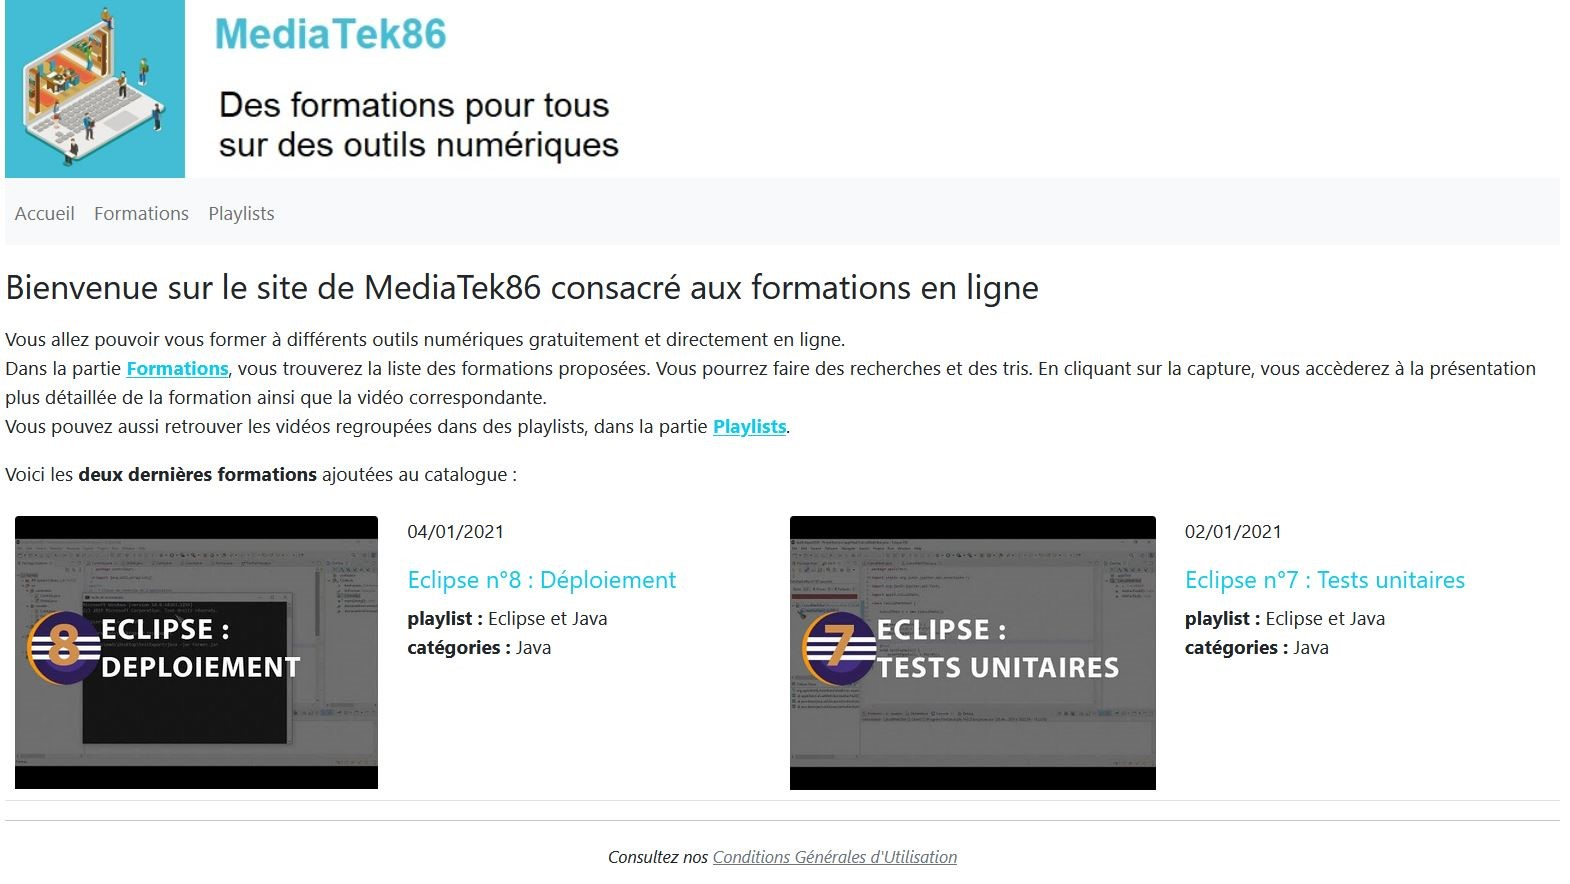 MediaTek86
Des formations pour tous
sur des outils numériques
Accueil Formations Playlists
Bienvenue sur le site de MediaTek86 consacré aux formations en ligne
Vous allez pouvoir vous former à différents outils numériques gratuitement et directement en ligne.
Dans la partie Formations, vous trouverez la liste des formations proposées. Vous pourrez faire des recherches et des tris. En cliquant sur la capture, vous accèderez à la présentation
plus détaillée de la formation ainsi que la vidéo correspondante.
Vous pouvez aussi retrouver les vidéos regroupées dans des playlists, dans la partie Playlists.
Voici les deux dernières formations ajoutées au catalogue :
8 ECLIPSE :
DEPLOIEMENT
04/01/2021
Eclipse n°8 : Déploiement
playlist : Eclipse et Java
catégories : Java
7 ECLIPSE :
TESTS UNITAIRES
02/01/2021
Eclipse n°7 : Tests unitaires
playlist : Eclipse et Java
catégories : Java
Consultez nos Conditions Générales d'Utilisation